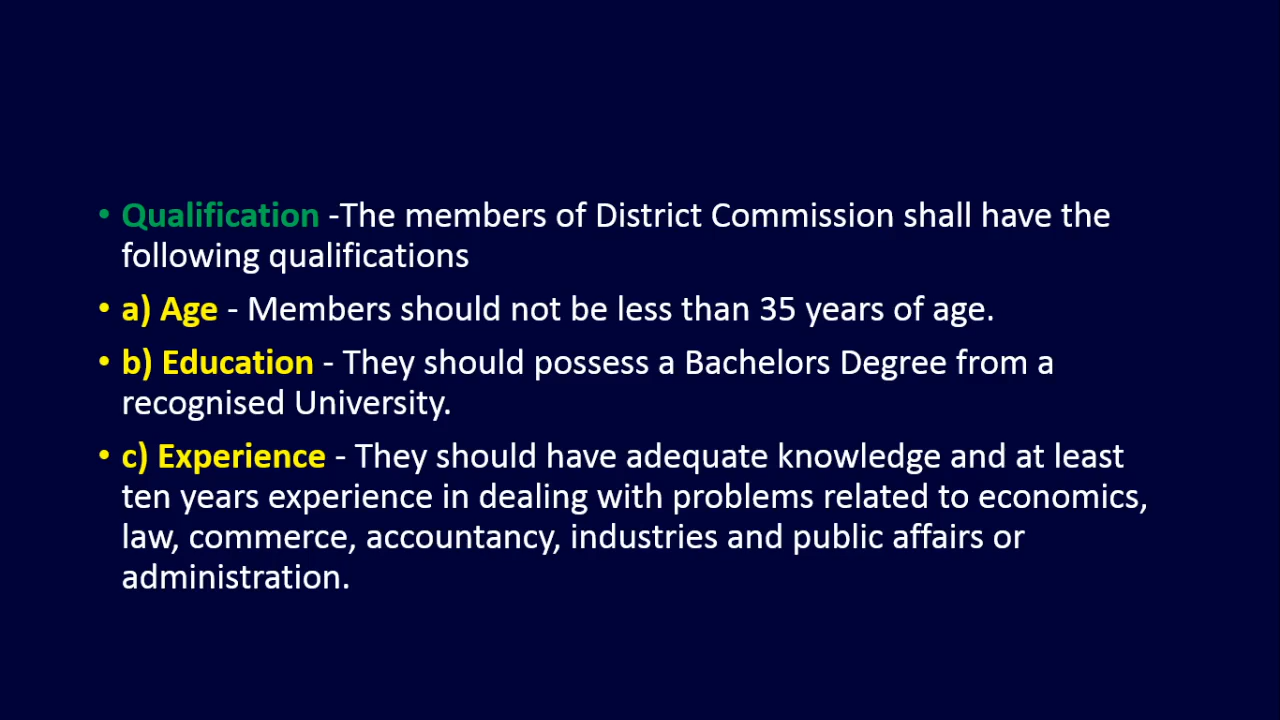 • Qualification -The members of District Commission shall have the
following qualifications
• a) Age - Members should not be less than 35 years of age.
• b) Education - They should possess a Bachelors Degree from a
recognised University.
• c) Experience - They should have adequate knowledge and at least
ten years experience in dealing with problems related to economics,
law, commerce, accountancy, industries and public affairs or
administration.